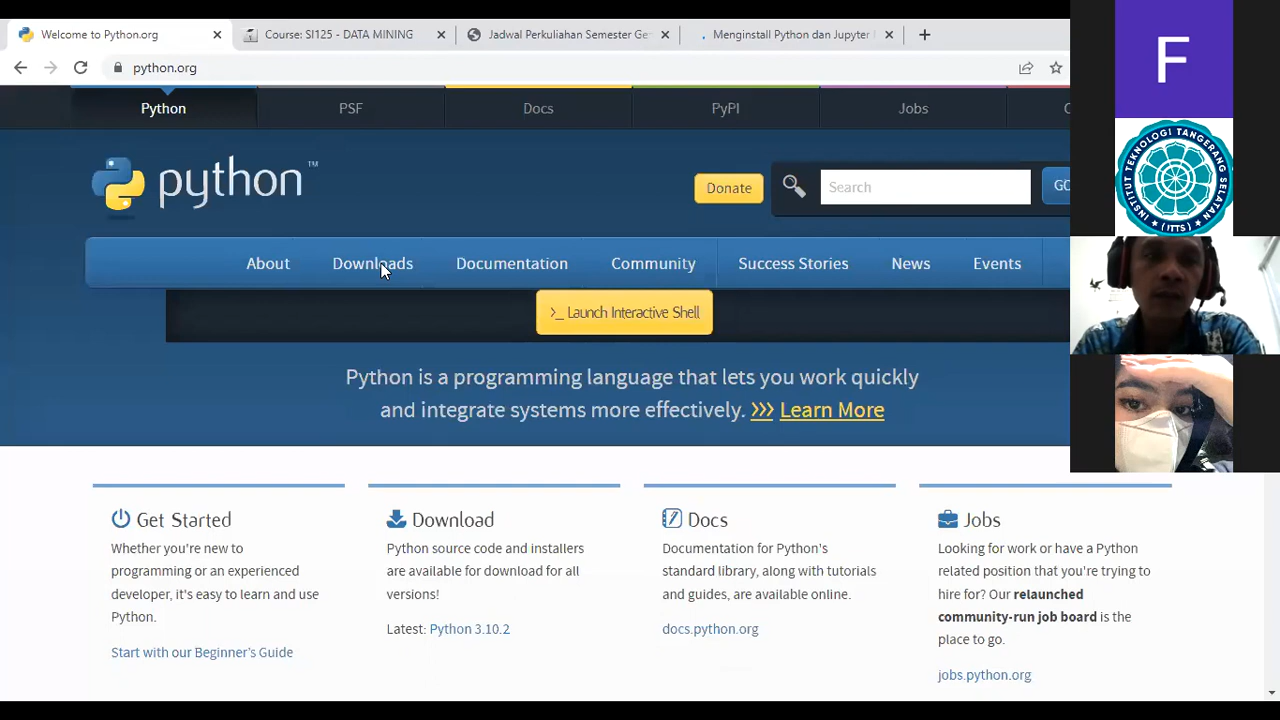 Welcome to Python.org
Course: SI125 - DATA MINING
Jadwal Perkuliahan Semester Ge
Menginstall Python dan Jupyter
python.org
Python
PSF
Docs
PyPI
Jobs
C
python™
Donate
Search
GO
About
Downloads
Documentation
Community
Success Stories
News
Events
>_ Launch Interactive Shell
Python is a programming language that lets you work quickly
and integrate systems more effectively. >>> Learn More
Get Started
Whether you're new to
programming or an experienced
developer, it's easy to learn and use
Python.
Start with our Beginner's Guide
Download
Python source code and installers
are available for download for all
versions!
Latest: Python 3.10.2
Docs
Documentation for Python's
standard library, along with tutorials
and guides, are available online.
docs.python.org
Jobs
Looking for work or have a Python
related position that you're trying to
hire for? Our relaunched
community-run job board is the
place to go.
jobs.python.org
F
INSTITUT TEKNOLOGI TANGERANG SELATAN
(ITTS)